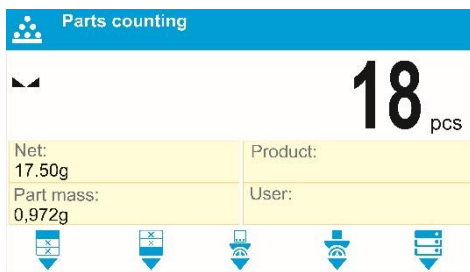 Parts counting
18 pcs
Net:
17.50g
Product:
Part mass:
0,972g
User: